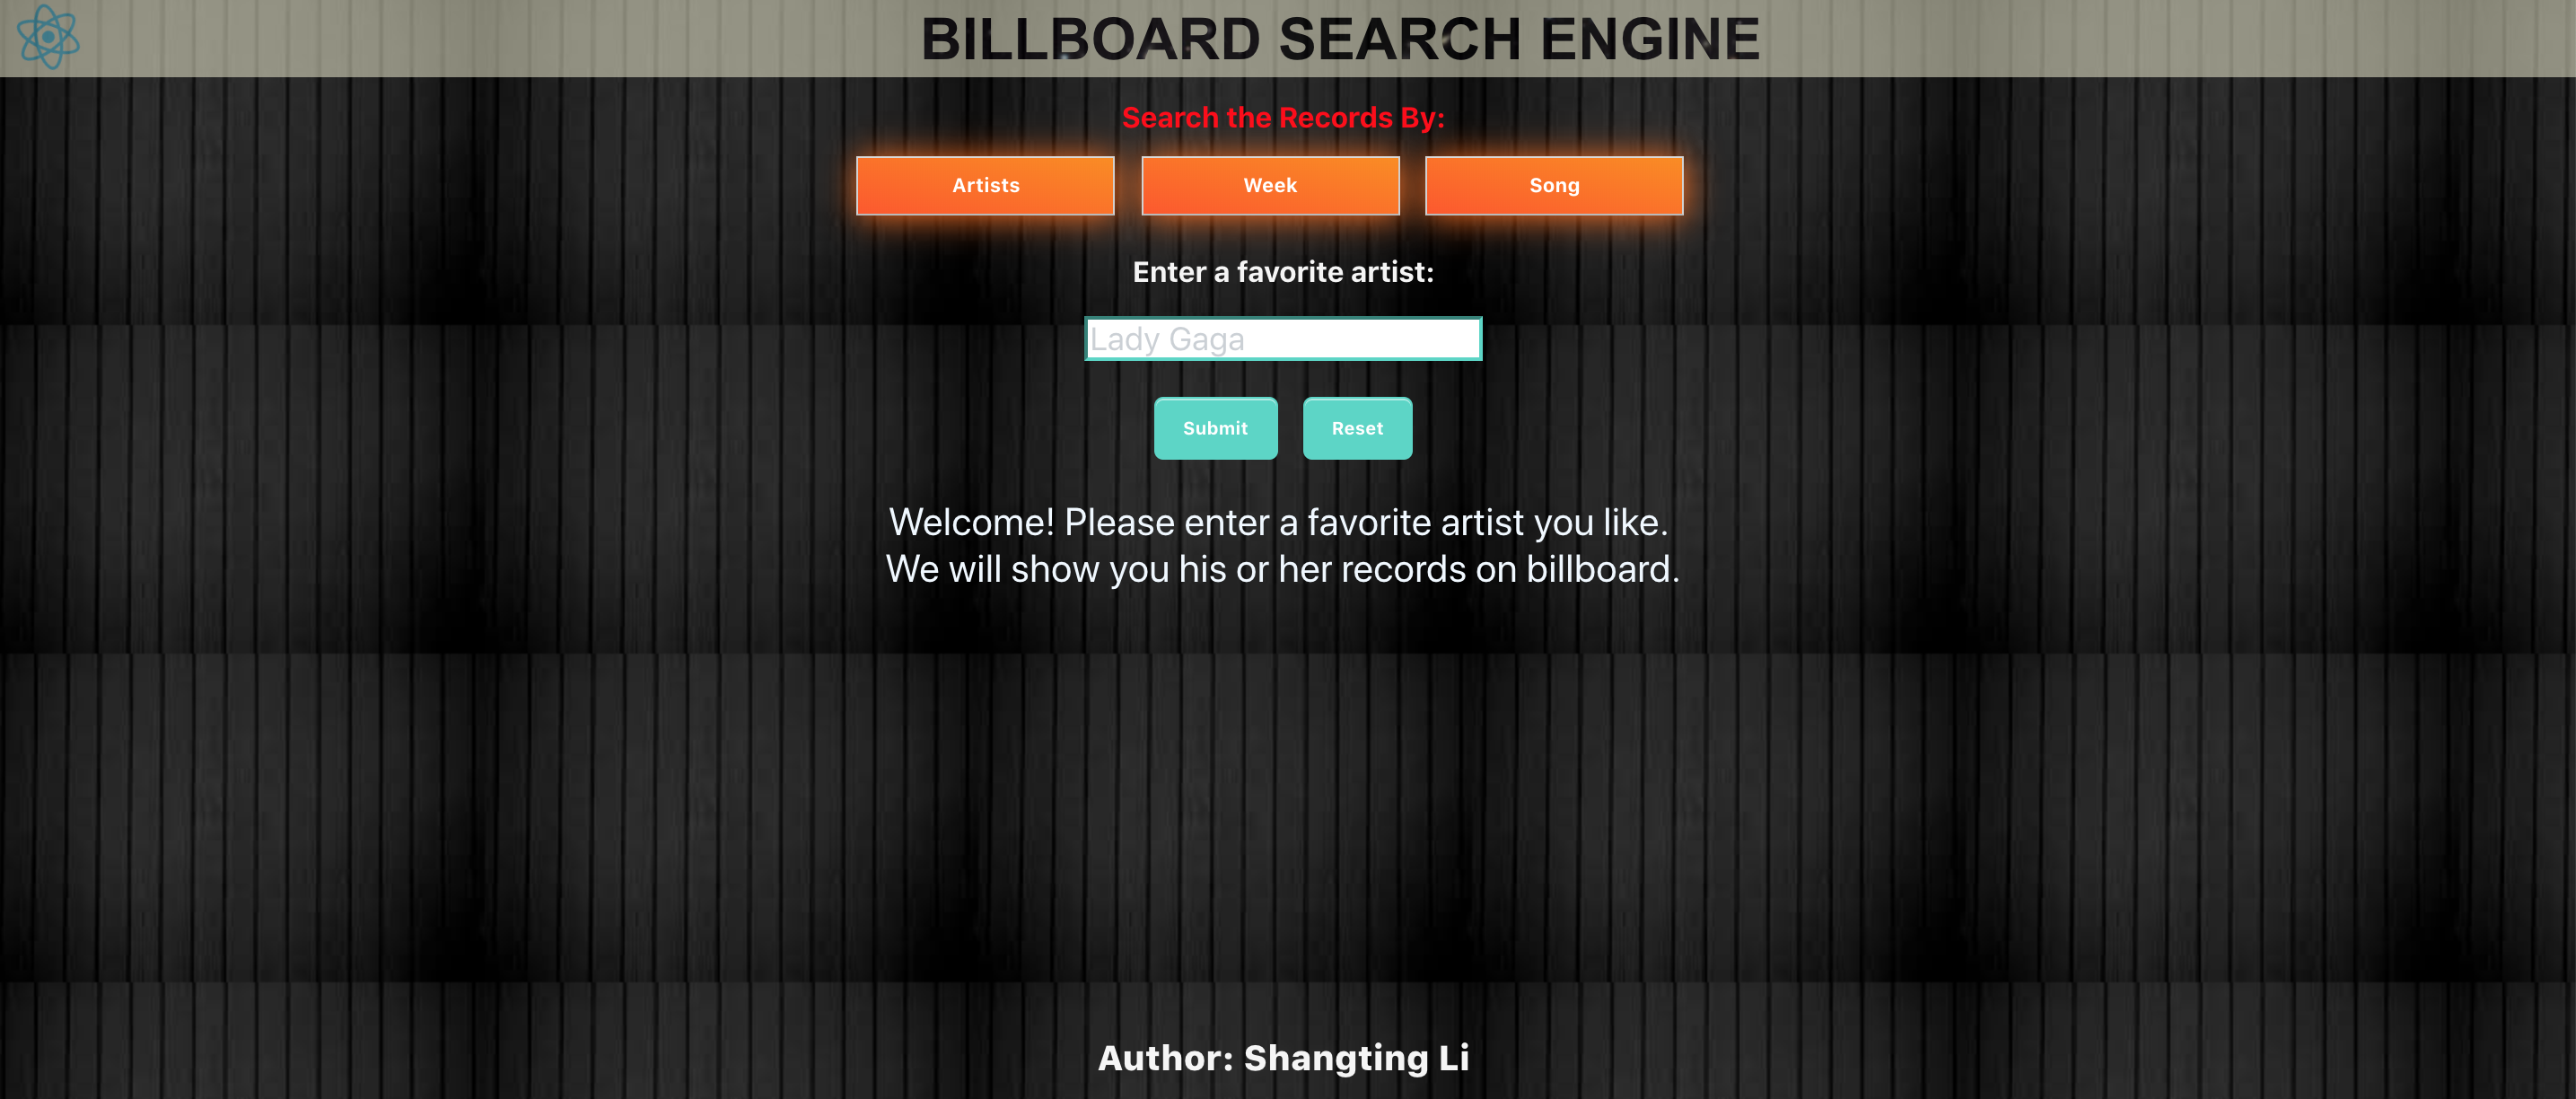 BILLBOARD SEARCH ENGINE
Search the Records By:
Artists Week Song
Enter a favorite artist:
Lady Gaga
Submit Reset
Welcome! Please enter a favorite artist you like.
We will show you his or her records on billboard.
Author: Shangting Li